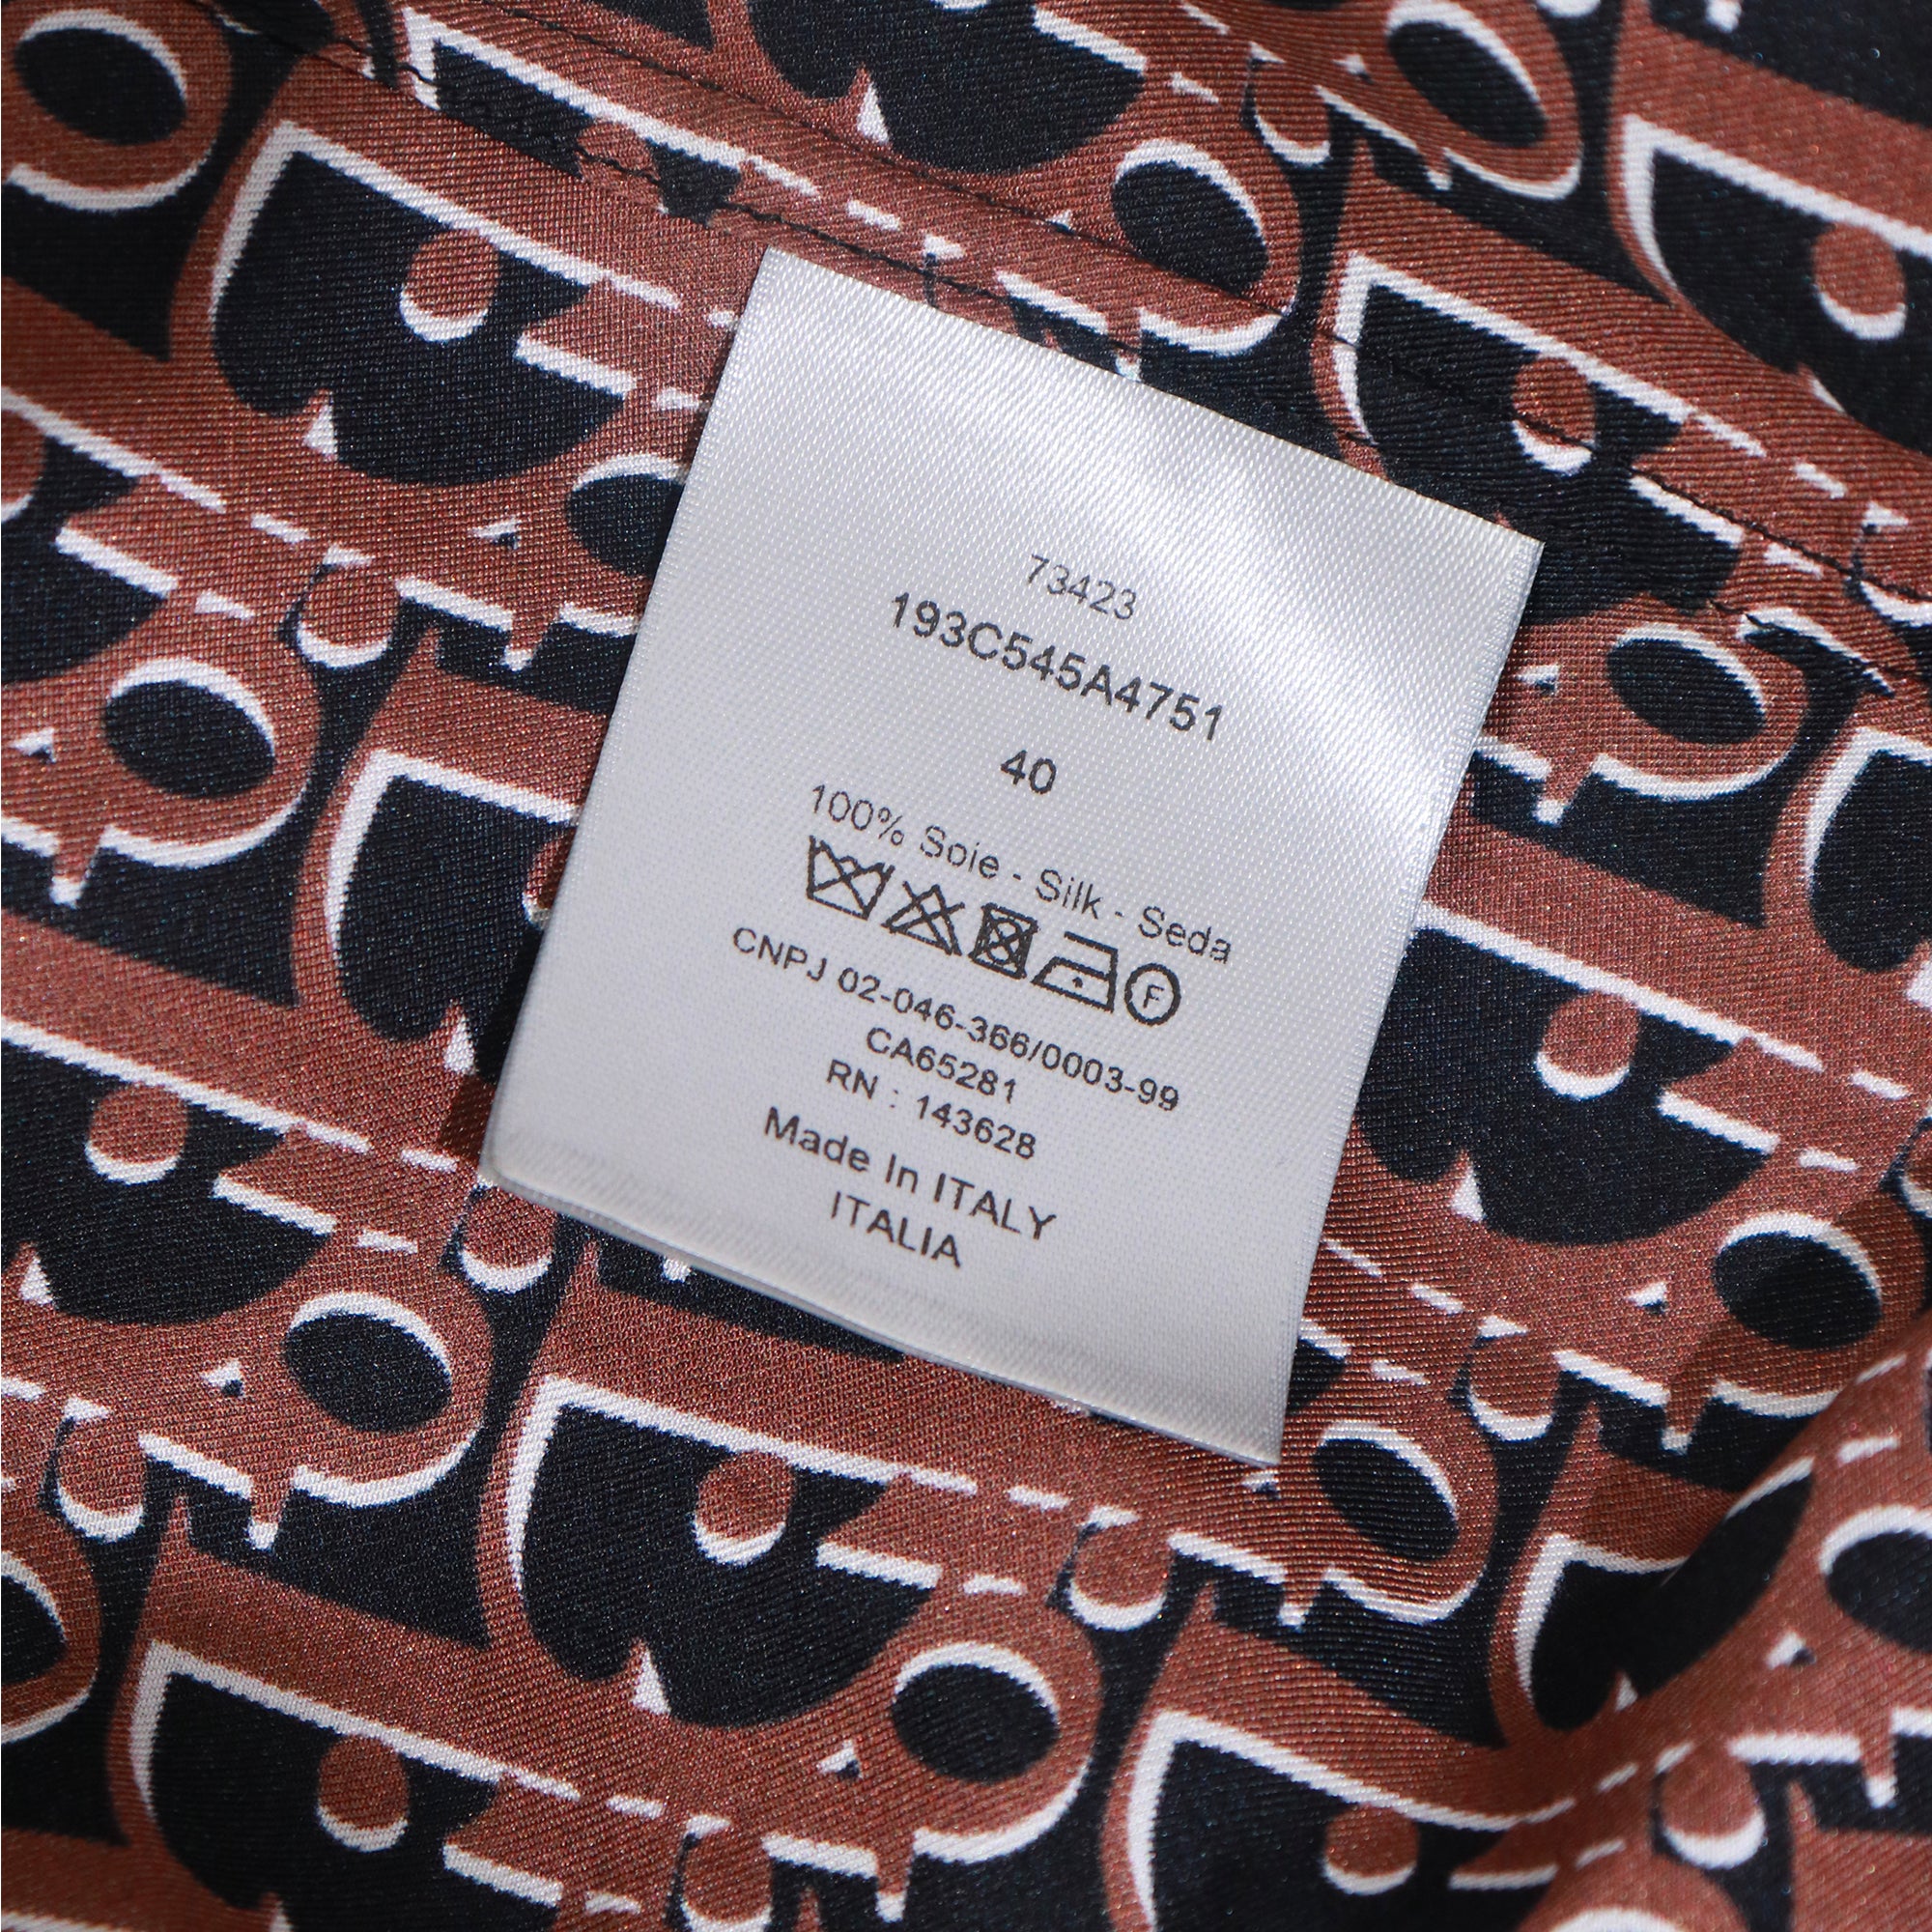 73423
193C545A4751
40
100% Soie - Silk - Seda
F
CNPJ 02-046-366/0003-99
CA65281
RN : 143628
Made In ITALY
ITALIA